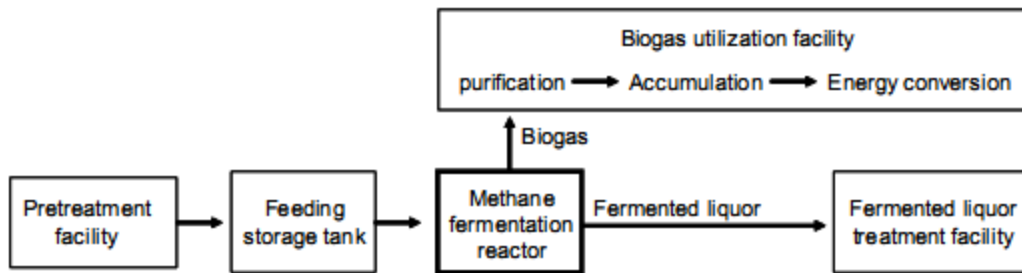 Biogas utilization facility
purification Accumulation Energy conversion
Biogas
Pretreatment
facility
Feeding
storage tank
Methane
fermentation
reactor
Fermented liquor
Fermented liquor
treatment facility